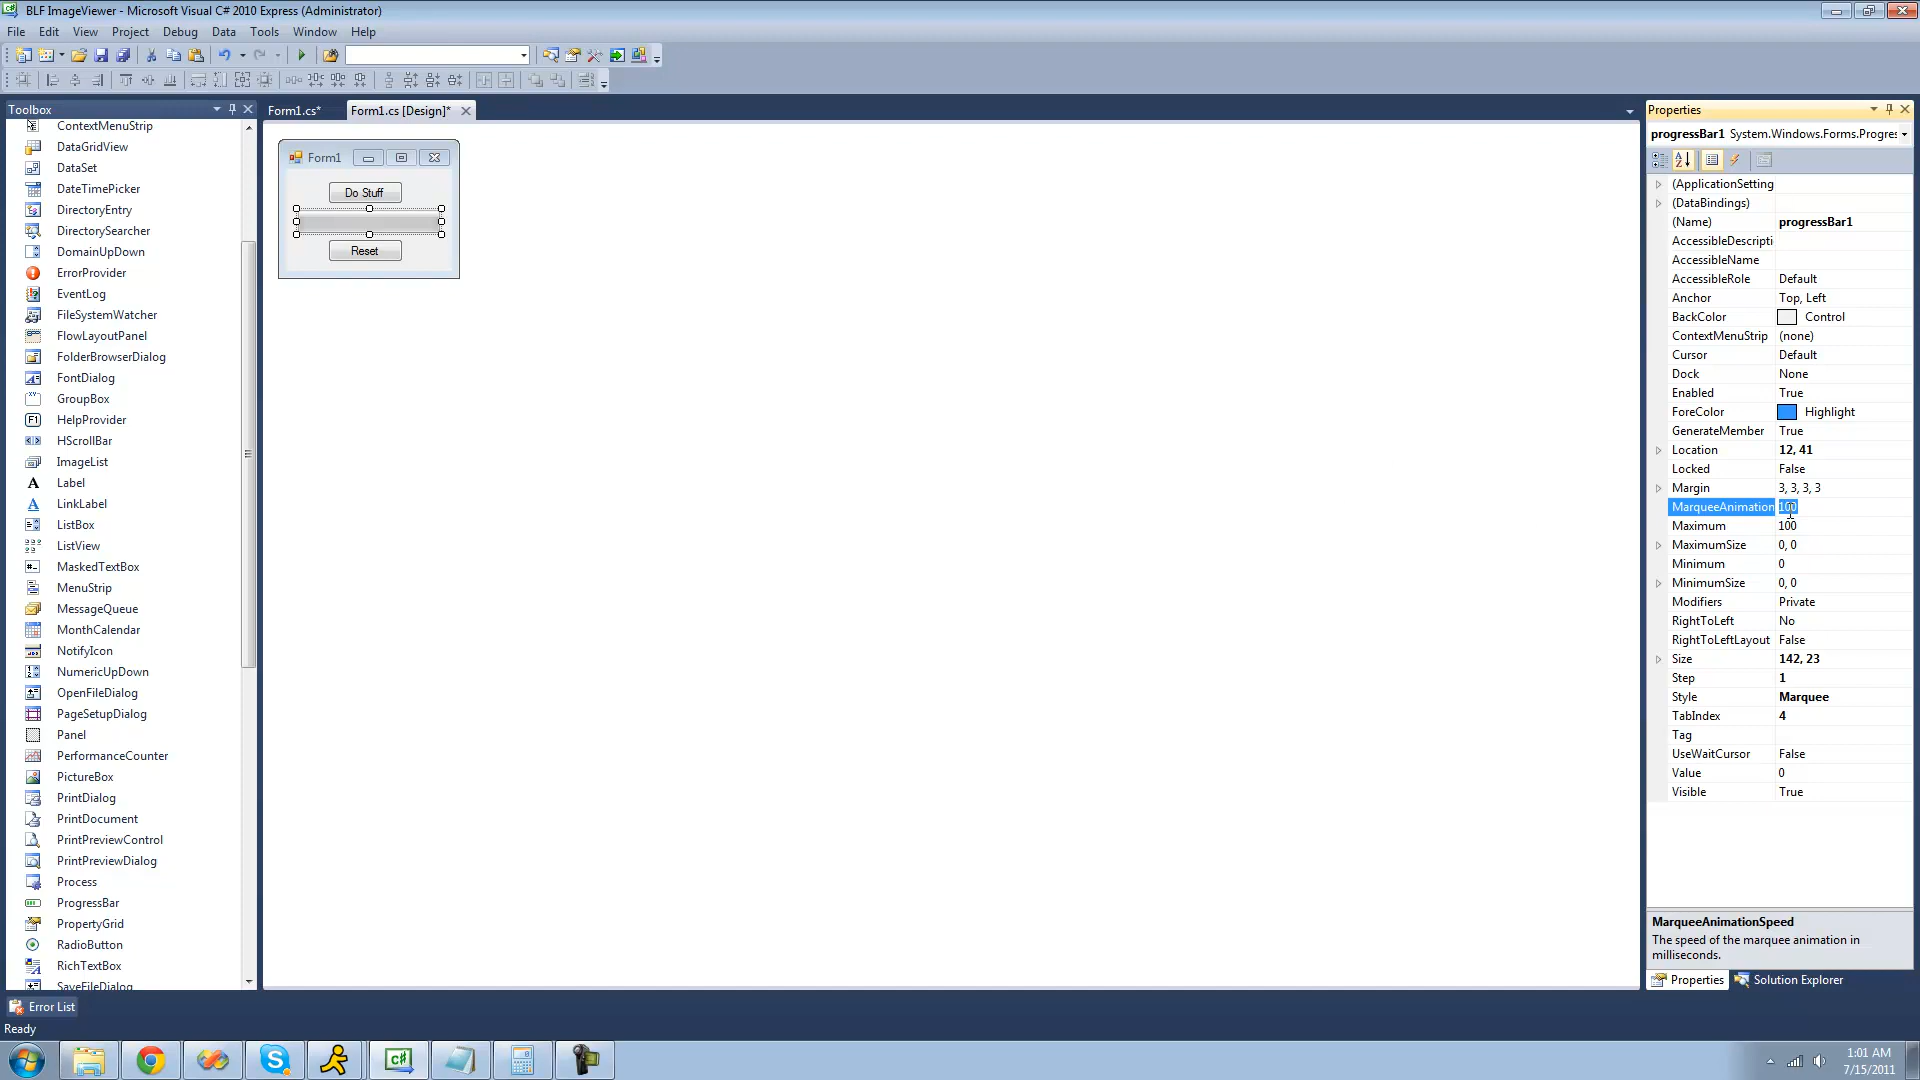 BLF ImageViewer - Microsoft Visual C# 2010 Express (Administrator)
File Edit View Project Debug Data Format Tools Window Help
Toolbox
ContextMenuStrip
DataGridView
DataSet
DateTimePicker
DirectoryEntry
DirectorySearcher
DomainUpDown
ErrorProvider
EventLog
FileSystemWatcher
FlowLayoutPanel
FolderBrowserDialog
FontDialog
GroupBox
HelpProvider
HScrollBar
ImageList
Label
LinkLabel
ListBox
ListView
MaskedTextBox
MenuStrip
MessageQueue
MonthCalendar
NotifyIcon
NumericUpDown
OpenFileDialog
PageSetupDialog
Panel
PerformanceCounter
PictureBox
PrintDialog
PrintDocument
PrintPreviewControl
PrintPreviewDialog
Process
ProgressBar
PropertyGrid
RadioButton
RichTextBox
SaveFileDialog
Form1.cs* Form1.cs [Design]*
Form1
Do Stuff
Reset
Properties
progressBar1 System.Windows.Forms.Progres
(ApplicationSetting
(DataBindings)
(Name) progressBar1
AccessibleDescripti
AccessibleName
AccessibleRole Default
Anchor Top, Left
BackColor Control
ContextMenuStrip (none)
Cursor Default
Dock None
Enabled True
ForeColor Highlight
GenerateMember True
Location 12, 41
Locked False
Margin 3, 3, 3, 3
MarqueeAnimation 100
Maximum 100
MaximumSize 0, 0
Minimum 0
MinimumSize 0, 0
Modifiers Private
RightToLeft No
RightToLeftLayout False
Size 142, 23
Step 1
Style Marquee
TabIndex 4
Tag
UseWaitCursor False
Value 0
Visible True
MarqueeAnimationSpeed
The speed of the marquee animation in
milliseconds.
Properties Solution Explorer
Error List
Ready
1:01 AM
7/15/2011